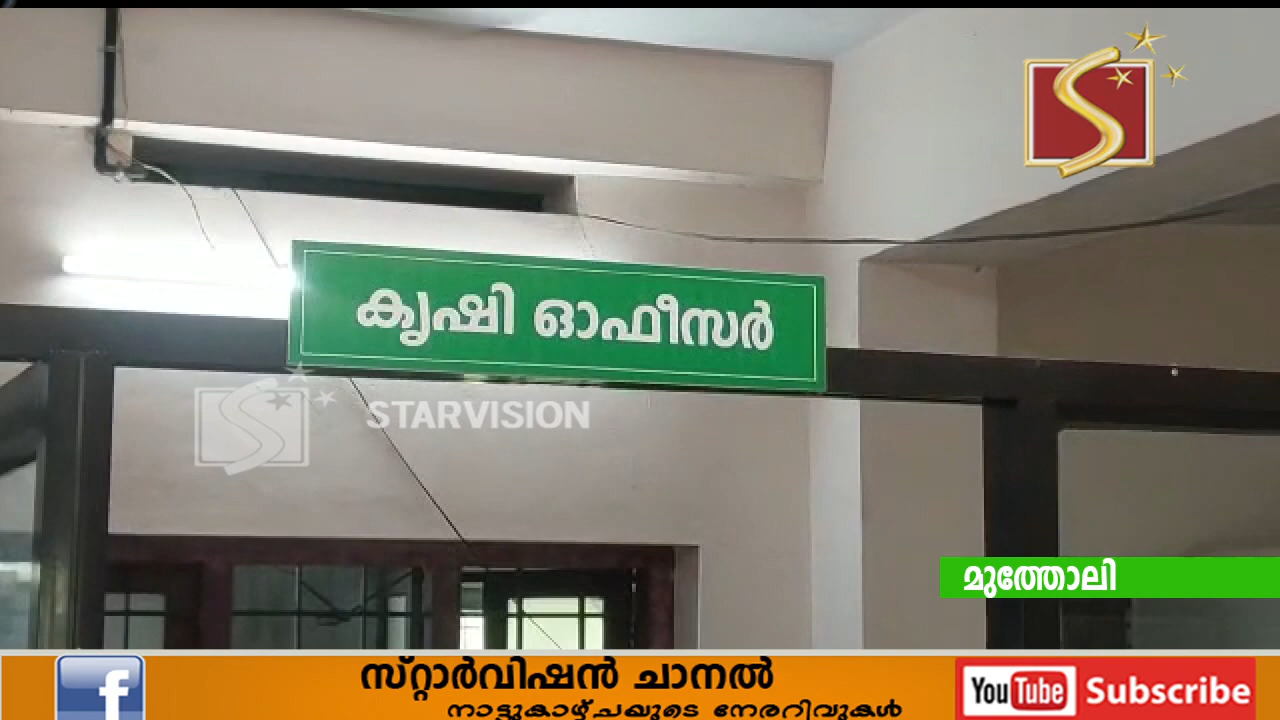 കൃഷി ഓഫീസർ
STARVISION
മുത്തോലി
സ്റ്റാർവിഷൻ ചാനൽ
നാട്ടുകാഴ്ചയുടെ നേരറിവുകൾ
f
YouTube Subscribe